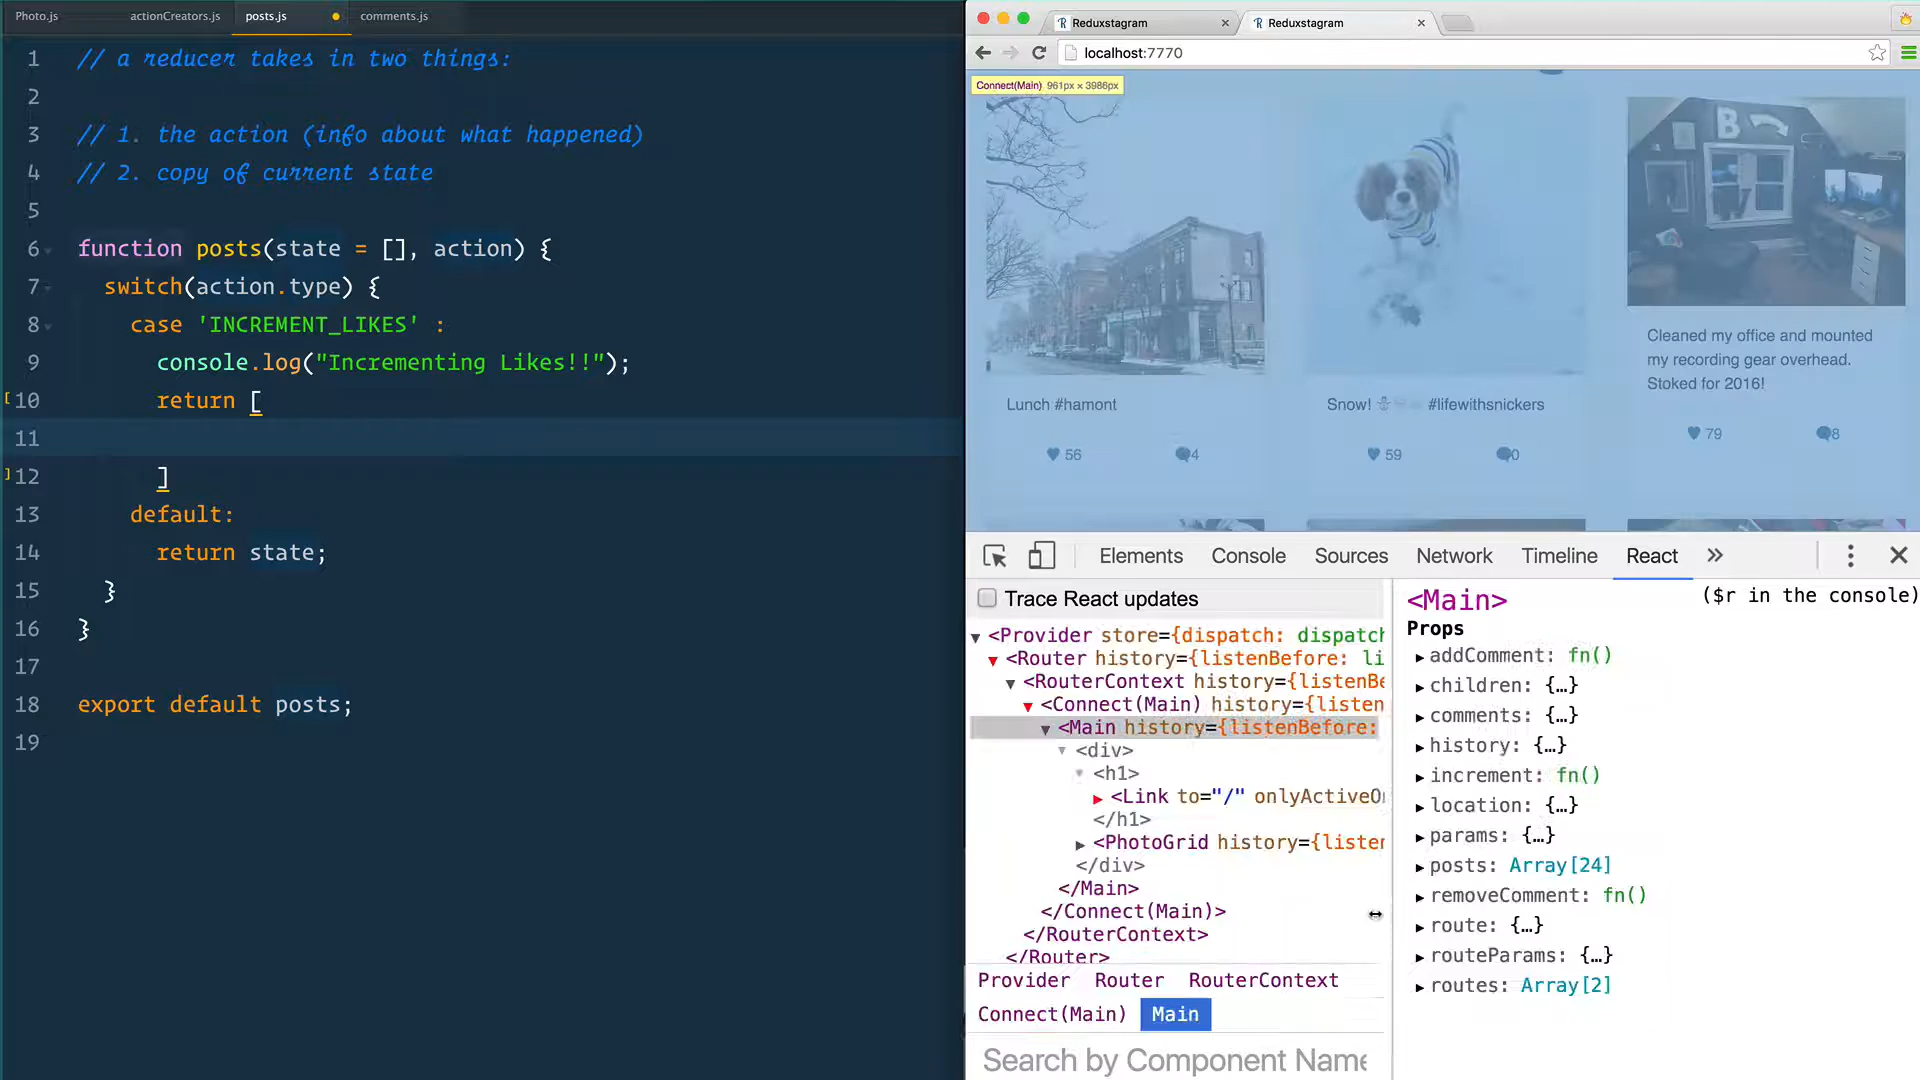 Photo.js
actionCreators.js
posts.js
comments.js
1 // a reducer takes in two things:
2
3 // 1. the action (info about what happened)
4 // 2. copy of current state
5
6 function posts(state = [], action) {
7 switch(action.type) {
8 case 'INCREMENT_LIKES' :
9 console.log("Incrementing Likes!!");
10 return [
11
12 ]
13 default:
14 return state;
15 }
16 }
17
18 export default posts;
19
Reduxstagram
Reduxstagram
localhost:7770
Connect(Main) 961px × 3986px
B
Lunch #hamont
56
4
Snow! #lifewithsnickers
59
0
Cleaned my office and mounted
my recording gear overhead.
Stoked for 2016!
79
8
Elements Console Sources Network Timeline React
Trace React updates
<Provider store={dispatch: dispatch
<Router history={listenBefore: li
<RouterContext history={listenBe
<Connect(Main) history={listen
<Main history={listenBefore:
<div>
<h1>
<Link to="/" onlyActiveO
</h1>
<PhotoGrid history={listen
</div>
</Main>
</Connect(Main)>
</RouterContext>
</Router>
Provider Router RouterContext
Connect(Main) Main
Search by Component Name
<Main>
($r in the console)
Props
addComment: fn()
children: {…}
comments: {…}
history: {…}
increment: fn()
location: {…}
params: {…}
posts: Array[24]
removeComment: fn()
route: {…}
routeParams: {…}
routes: Array[2]